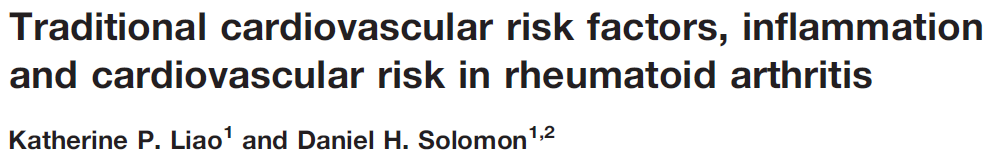 Traditional cardiovascular risk factors, inflammation
and cardiovascular risk in rheumatoid arthritis
Katherine P. Liao¹ and Daniel H. Solomon¹,²